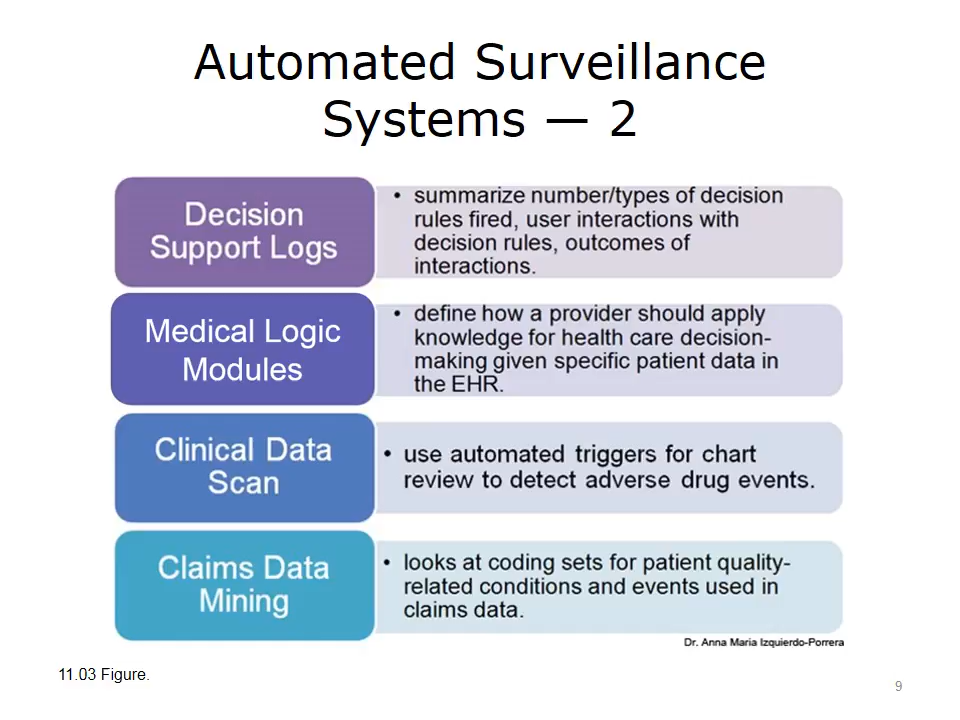 Automated Surveillance
Systems — 2
Decision
Support Logs
• summarize number/types of decision
rules fired, user interactions with
decision rules, outcomes of
interactions.
Medical Logic
Modules
• define how a provider should apply
knowledge for health care decision-
making given specific patient data in
the EHR.
Clinical Data
Scan
• use automated triggers for chart
review to detect adverse drug events.
Claims Data
Mining
• looks at coding sets for patient quality-
related conditions and events used in
claims data.
Dr. Anna Maria Izquierdo-Porrera
11.03 Figure.
9